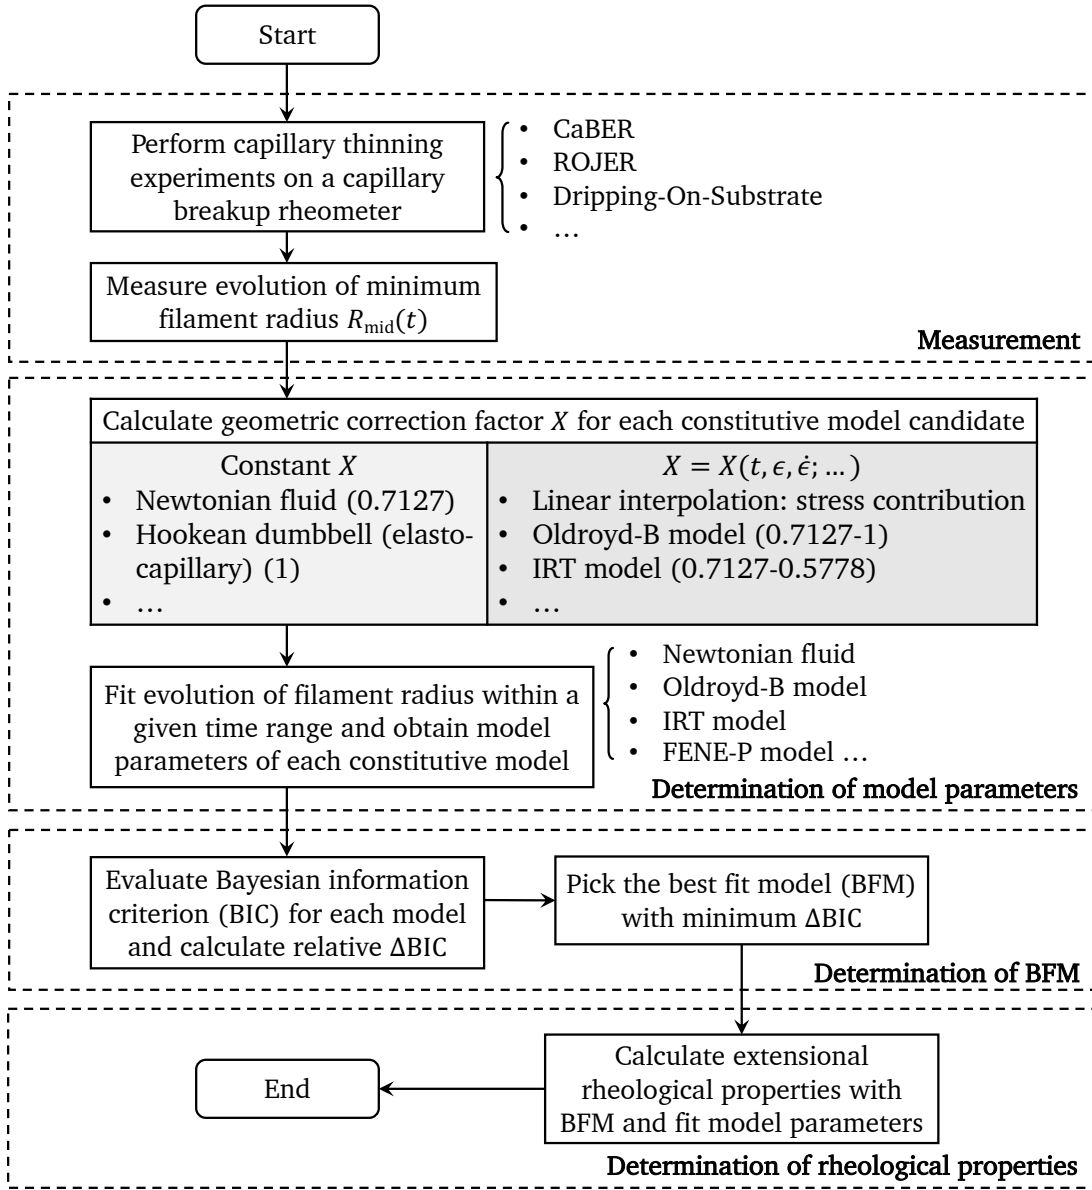 Start
Perform capillary thinning
experiments on a capillary
breakup rheometer
• CaBER
• ROJER
• Dripping-On-Substrate
• …
Measure evolution of minimum
filament radius R_mid(t)
Measurement
Calculate geometric correction factor X for each constitutive model candidate
Constant X
• Newtonian fluid (0.7127)
• Hookean dumbbell (elasto-
capillary) (1)
• …
X = X(t, ϵ, ϵ̇; …)
• Linear interpolation: stress contribution
• Oldroyd-B model (0.7127-1)
• IRT model (0.7127-0.5778)
• …
Fit evolution of filament radius within a
given time range and obtain model
parameters of each constitutive model
• Newtonian fluid
• Oldroyd-B model
• IRT model
• FENE-P model …
Determination of model parameters
Evaluate Bayesian information
criterion (BIC) for each model
and calculate relative ΔBIC
Pick the best fit model (BFM)
with minimum ΔBIC
Determination of BFM
Calculate extensional
rheological properties with
BFM and fit model parameters
End
Determination of rheological properties